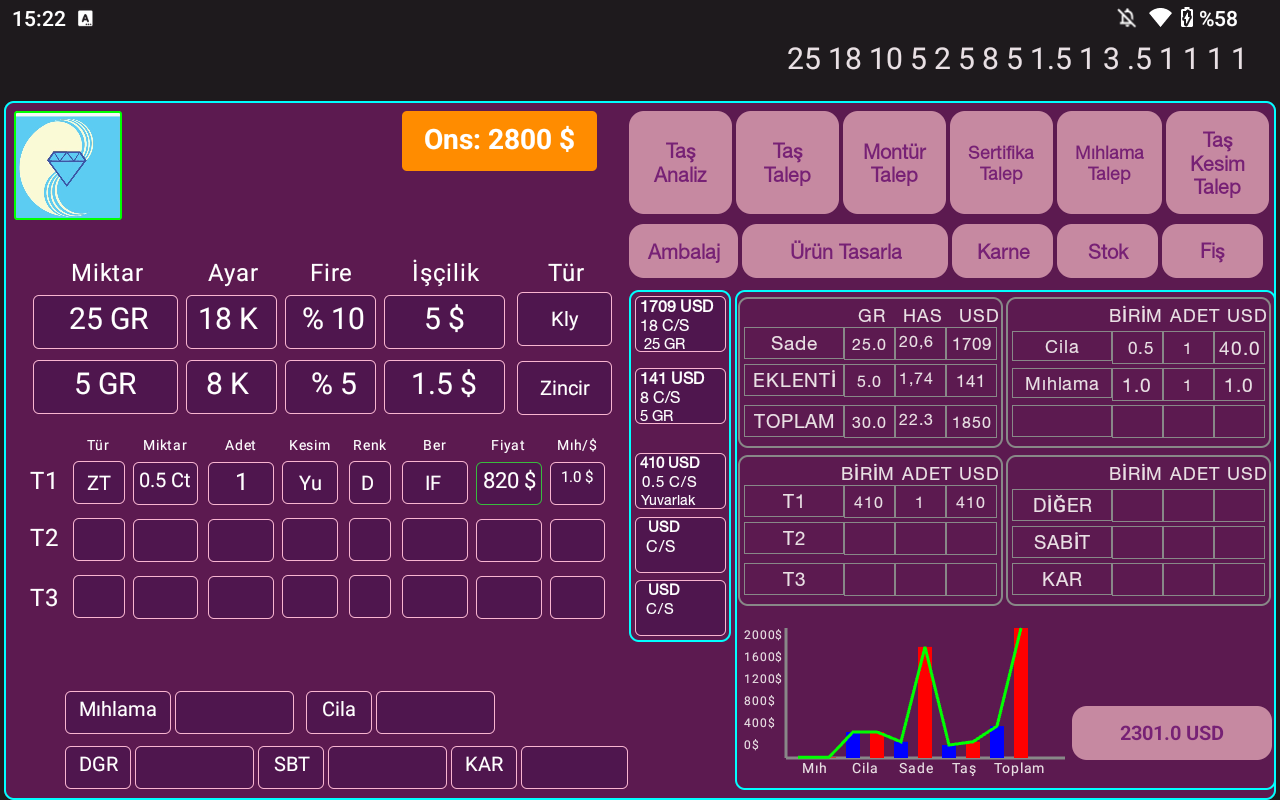 15:22 A %58
25 18 10 5 2 5 8 5 1.5 1 3 .5 1 1 1 1
Ons: 2800 $
Taş Analiz
Taş Talep
Montür Talep
Sertifika Talep
Mıhlama Talep
Taş Kesim Talep
Ambalaj
Ürün Tasarla
Karne
Stok
Fiş
Miktar Ayar Fire İşçilik Tür
25 GR 18 K % 10 5 $ Kly
5 GR 8 K % 5 1.5 $ Zincir
Tür Miktar Adet Kesim Renk Ber Fiyat Mıh/$
T1 ZT 0.5 Ct 1 Yu D IF 820 $ 1.0 $
T2
T3
Mıhlama Cila
DGR SBT KAR
1709 USD
18 C/S
25 GR
141 USD
8 C/S
5 GR
410 USD
0.5 C/S
Yuvarlak
USD
C/S
USD
C/S
GR HAS USD
Sade 25.0 20,6 1709
EKLENTİ 5.0 1,74 141
TOPLAM 30.0 22.3 1850
BİRİM ADET USD
Cila 0.5 1 40.0
Mıhlama 1.0 1 1.0
BİRİM ADET USD
T1 410 1 410
T2
T3
BİRİM ADET USD
DİĞER
SABİT
KAR
2000$
1600$
1200$
800$
400$
0$
Mıh Cila Sade Taş Toplam
2301.0 USD